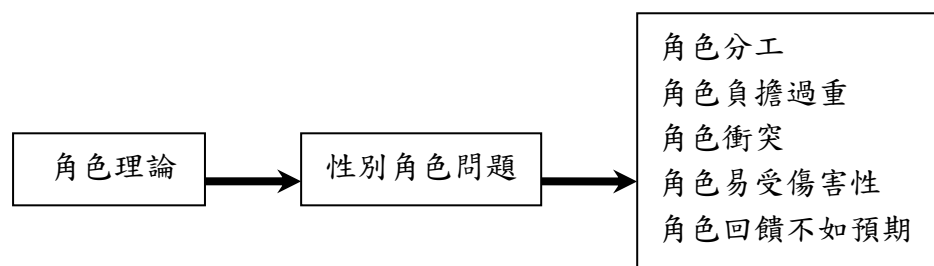 角色理論
性別角色問題
角色分工
角色負擔過重
角色衝突
角色易受傷害性
角色回饋不如預期